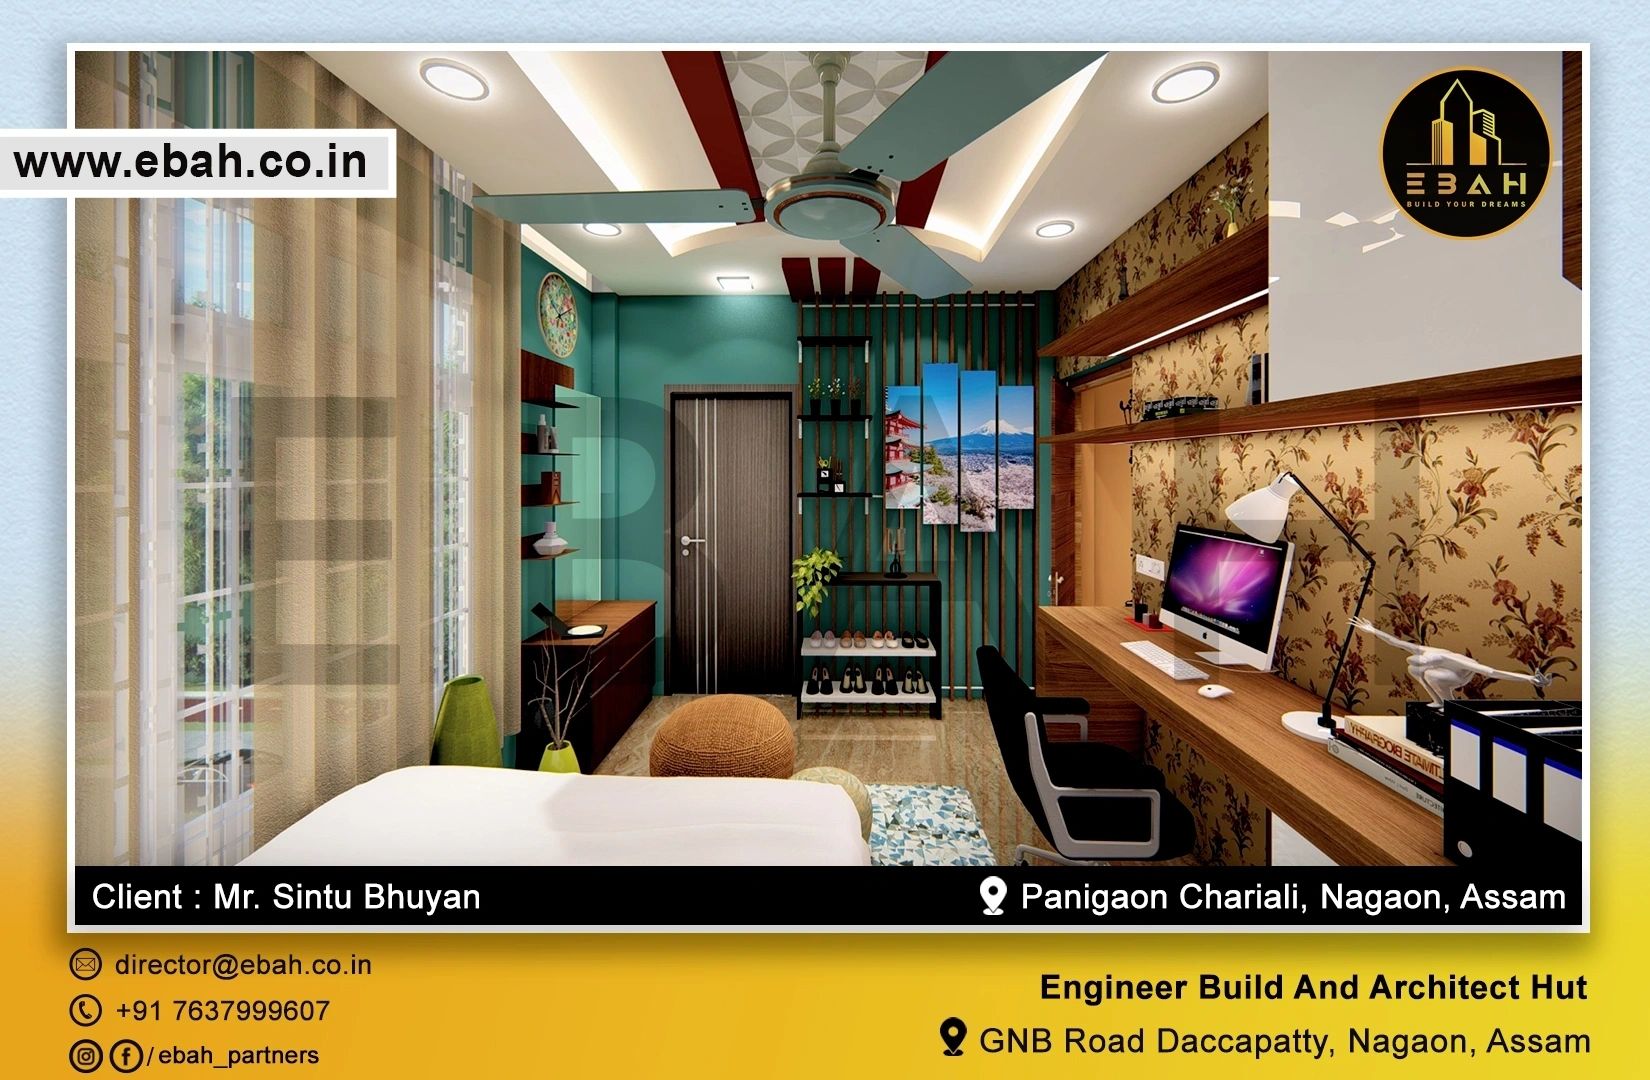 www.ebah.co.in
EBAH
BUILD YOUR DREAMS
EBAH
Client : Mr. Sintu Bhuyan
Panigaon Chariali, Nagaon, Assam
director@ebah.co.in
+91 7637999607
/ ebah_partners
Engineer Build And Architect Hut
GNB Road Daccapatty, Nagaon, Assam